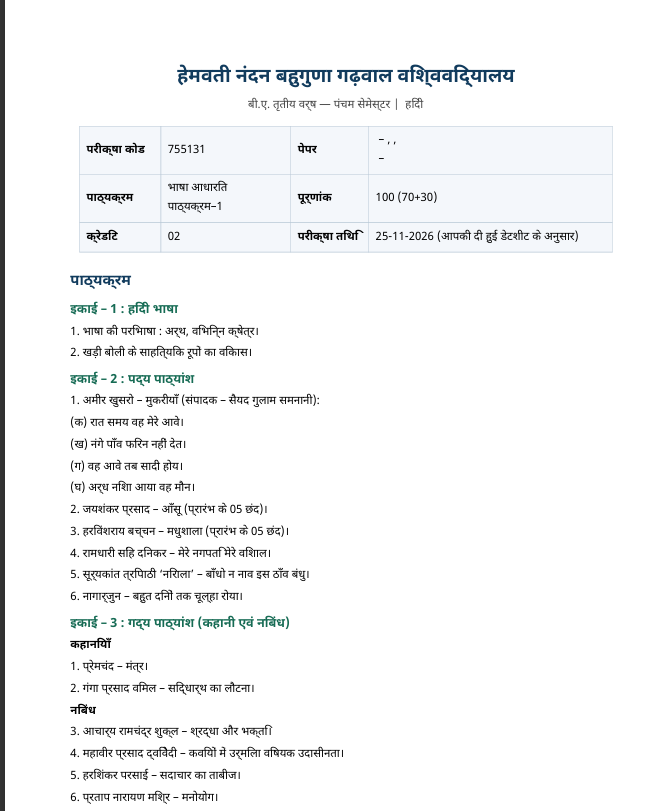 हेमवती नंदन बहुगुणा गढ़वाल विश्वविद्यालय
बी.ए. तृतीय वर्ष — पंचम सेमेस्टर | हिंदी
परीक्षा कोड 755131 पेपर – , ,
–
पाठ्यक्रम भाषा आधारित पाठ्यक्रम–1 पूर्णांक 100 (70+30)
क्रेडिट 02 परीक्षा तिथि 25-11-2026 (आपकी दी हुई डेटशीट के अनुसार)
पाठ्यक्रम
इकाई – 1 : हिंदी भाषा
1. भाषा की परिभाषा : अर्थ, विभिन्न क्षेत्र।
2. खड़ी बोली के साहित्यिक रूपों का विकास।
इकाई – 2 : पद्य पाठ्यांश
1. अमीर खुसरो – मुकरीयाँ (संपादक – सैयद गुलाम समनानी):
(क) रात समय वह मेरे आवे।
(ख) नंगे पाँव फिरन नहीं देत।
(ग) वह आवे तब सादी होय।
(घ) अर्ध निशा आया वह मौन।
2. जयशंकर प्रसाद – आँसू (प्रारंभ के 05 छंद)।
3. हरिवंशराय बच्चन – मधुशाला (प्रारंभ के 05 छंद)।
4. रामधारी सिंह दिनकर – मेरे नगपति मेरे विशाल।
5. सूर्यकांत त्रिपाठी ‘निराला’ – बाँधो न नाव इस ठाँव बंधु।
6. नागार्जुन – बहुत दिनों तक चूल्हा रोया।
इकाई – 3 : गद्य पाठ्यांश (कहानी एवं निबंध)
कहानियाँ
1. प्रेमचंद – मंत्र।
2. गंगा प्रसाद विमल – सिद्धार्थ का लौटना।
निबंध
3. आचार्य रामचंद्र शुक्ल – श्रद्धा और भक्ति।
4. महावीर प्रसाद द्विवेदी – कवियों में उर्मिला विषयक उदासीनता।
5. हरिशंकर परसाई – सदाचार का ताबीज।
6. प्रताप नारायण मिश्र – मनोयोग।